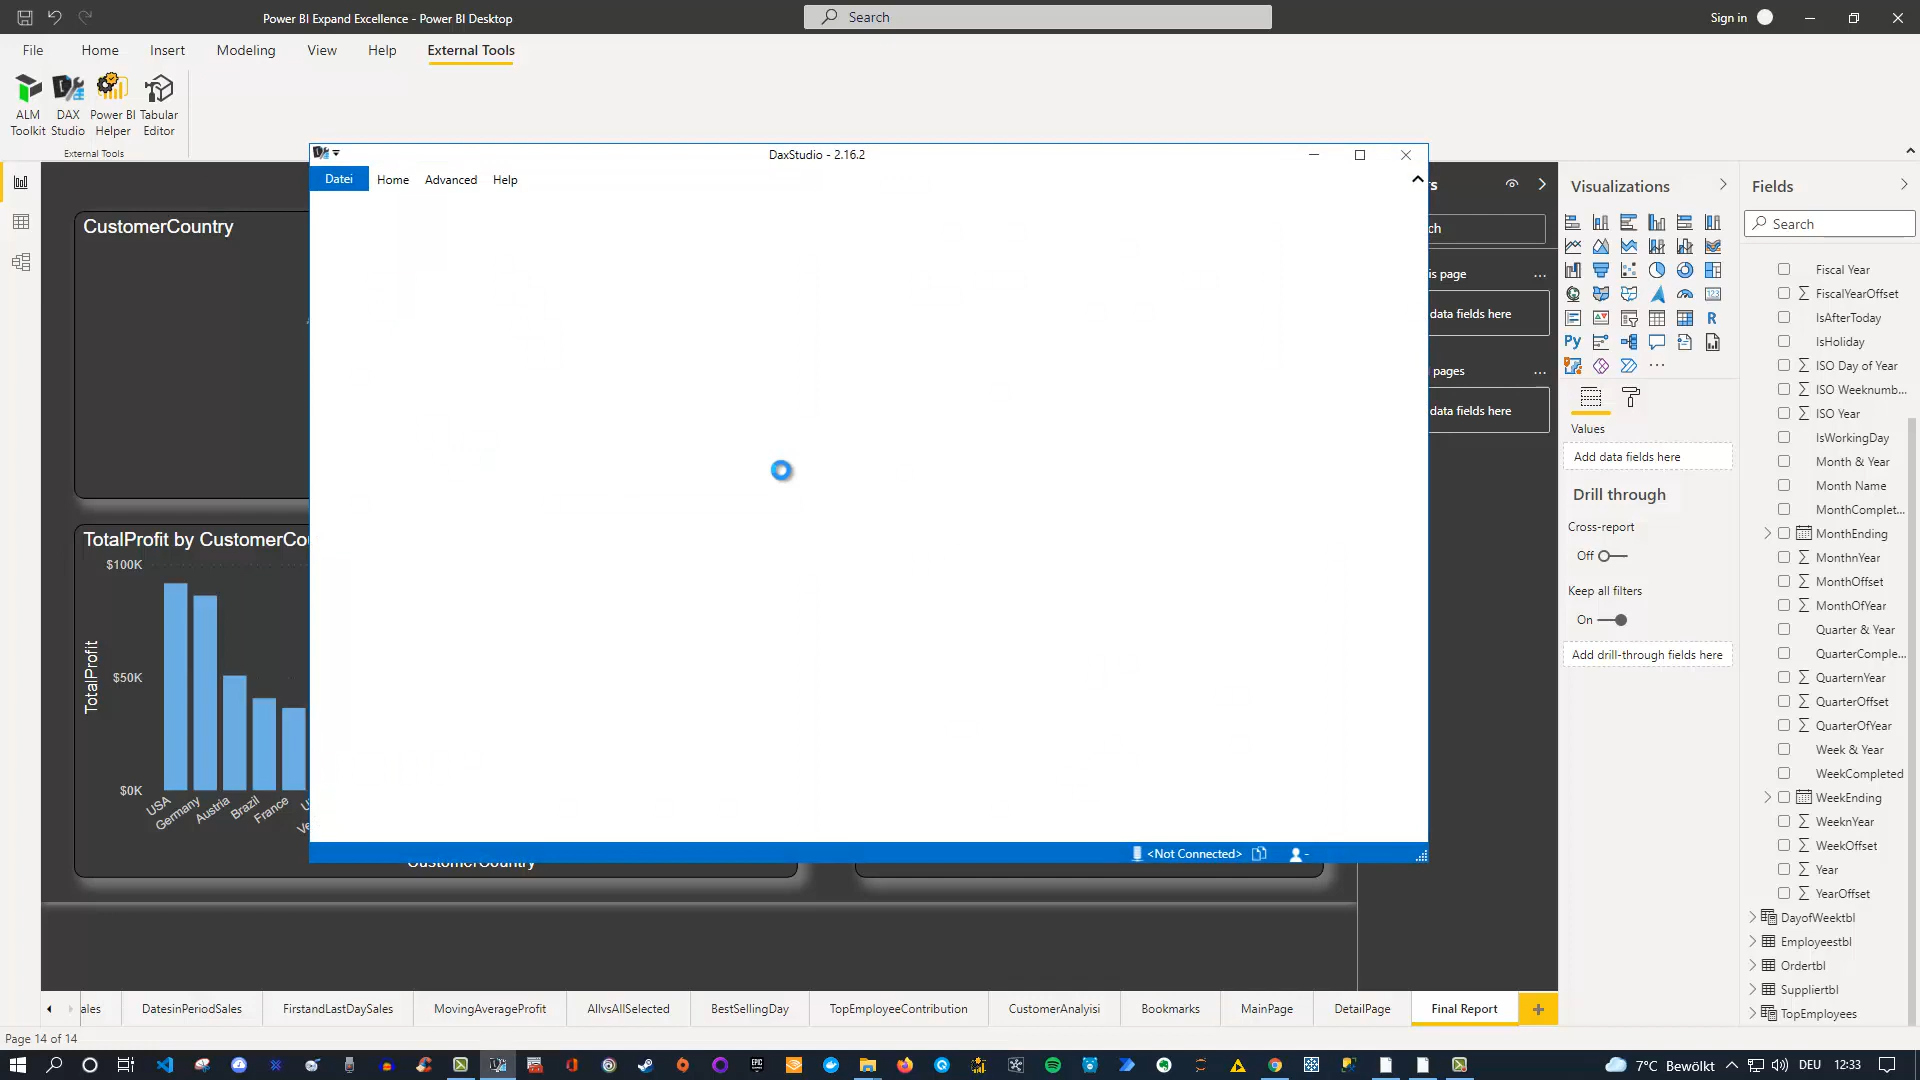 Power BI Expand Excellence - Power BI Desktop
Search
Sign in
File
Home
Insert
Modeling
View
Help
External Tools
ALM Toolkit
DAX Studio
Power BI Helper
Tabular Editor
External Tools
DaxStudio - 2.16.2
Datei
Home
Advanced
Help
CustomerCountry
TotalProfit by CustomerCou
$100K
$50K
$0K
TotalProfit
USA
Germany
Austria
Brazil
France
CustomerCountry
<Not Connected>
-
rs
ch
is page
...
data fields here
pages
...
data fields here
Visualizations
Values
Add data fields here
Drill through
Cross-report
Off
Keep all filters
On
Add drill-through fields here
Fields
Search
Fiscal Year
FiscalYearOffset
IsAfterToday
IsHoliday
ISO Day of Year
ISO Weeknumb...
ISO Year
IsWorkingDay
Month & Year
Month Name
MonthComplet...
MonthEnding
MonthnYear
MonthOffset
MonthOfYear
Quarter & Year
QuarterComple...
QuarternYear
QuarterOffset
QuarterOfYear
Week & Year
WeekCompleted
WeekEnding
WeeknYear
WeekOffset
Year
YearOffset
DayofWeektbl
Employeestbl
Ordertbl
Suppliertbl
TopEmployees
ales
DatesinPeriodSales
FirstandLastDaySales
MovingAverageProfit
AllvsAllSelected
BestSellingDay
TopEmployeeContribution
CustomerAnalyisi
Bookmarks
MainPage
DetailPage
Final Report
Page 14 of 14
7°C Bewölkt
DEU
12:33